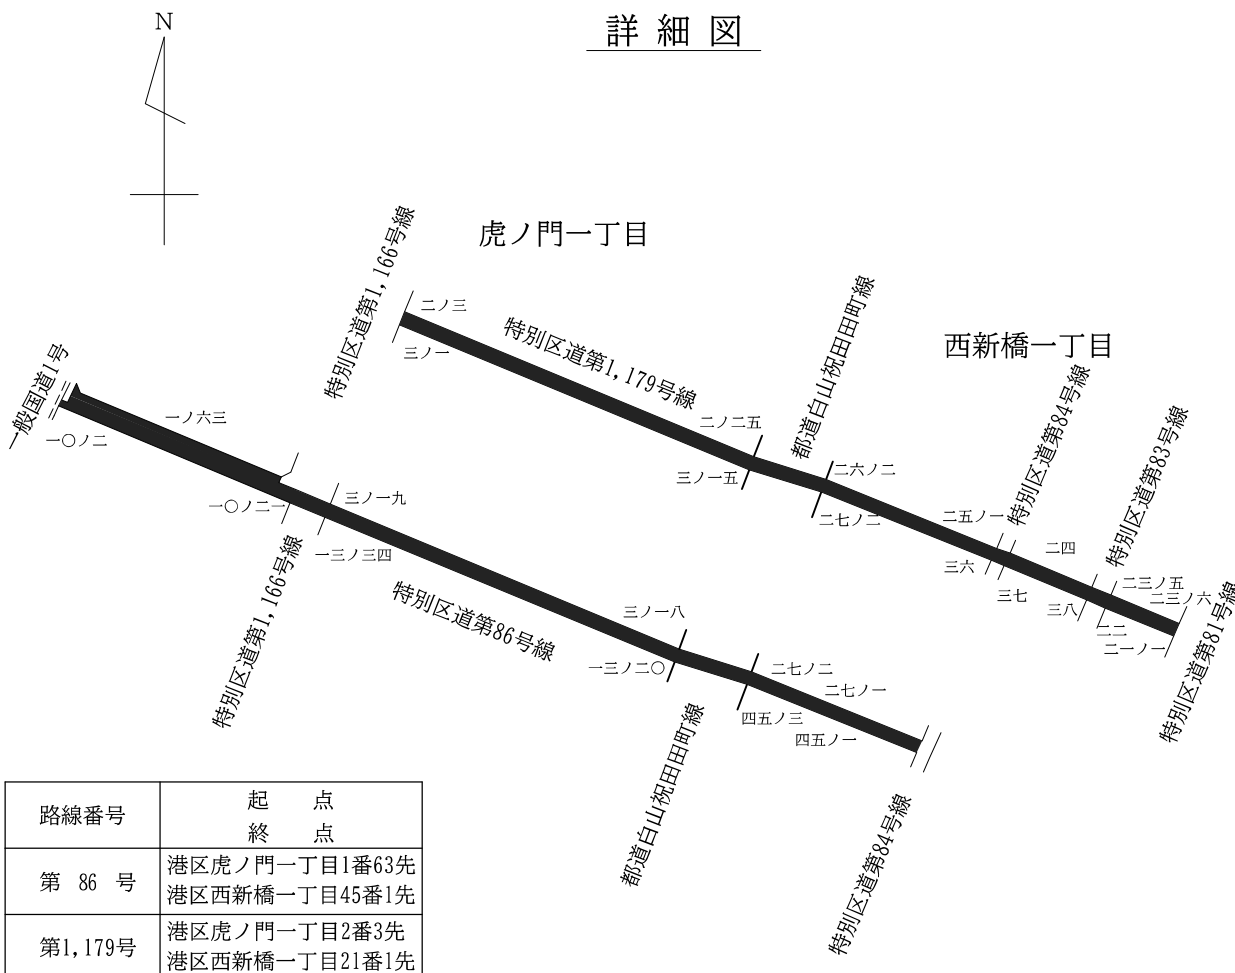 詳細図
N
虎ノ門一丁目
西新橋一丁目
特別区道第1,166号線
二ノ三
三ノ一
特別区道第1,179号線
二ノ二五
三ノ一五
都道白山祝田田町線
二六ノ二
二七ノ二
二五ノ一
三六
特別区道第84号線
三七
二四
三八
特別区道第83号線
二二
二三ノ五
二三ノ六
二一ノ一
特別区道第81号線
一般国道1号
一〇ノ二
一ノ六三
一〇ノ二一
特別区道第1,166号線
三ノ一九
一三ノ三四
特別区道第86号線
三ノ一八
一三ノ二〇
都道白山祝田田町線
二七ノ二
四五ノ三
二七ノ一
四五ノ一
特別区道第84号線
路線番号
起 点
終 点
第 86 号
港区虎ノ門一丁目1番63先
港区西新橋一丁目45番1先
第1,179号
港区虎ノ門一丁目2番3先
港区西新橋一丁目21番1先